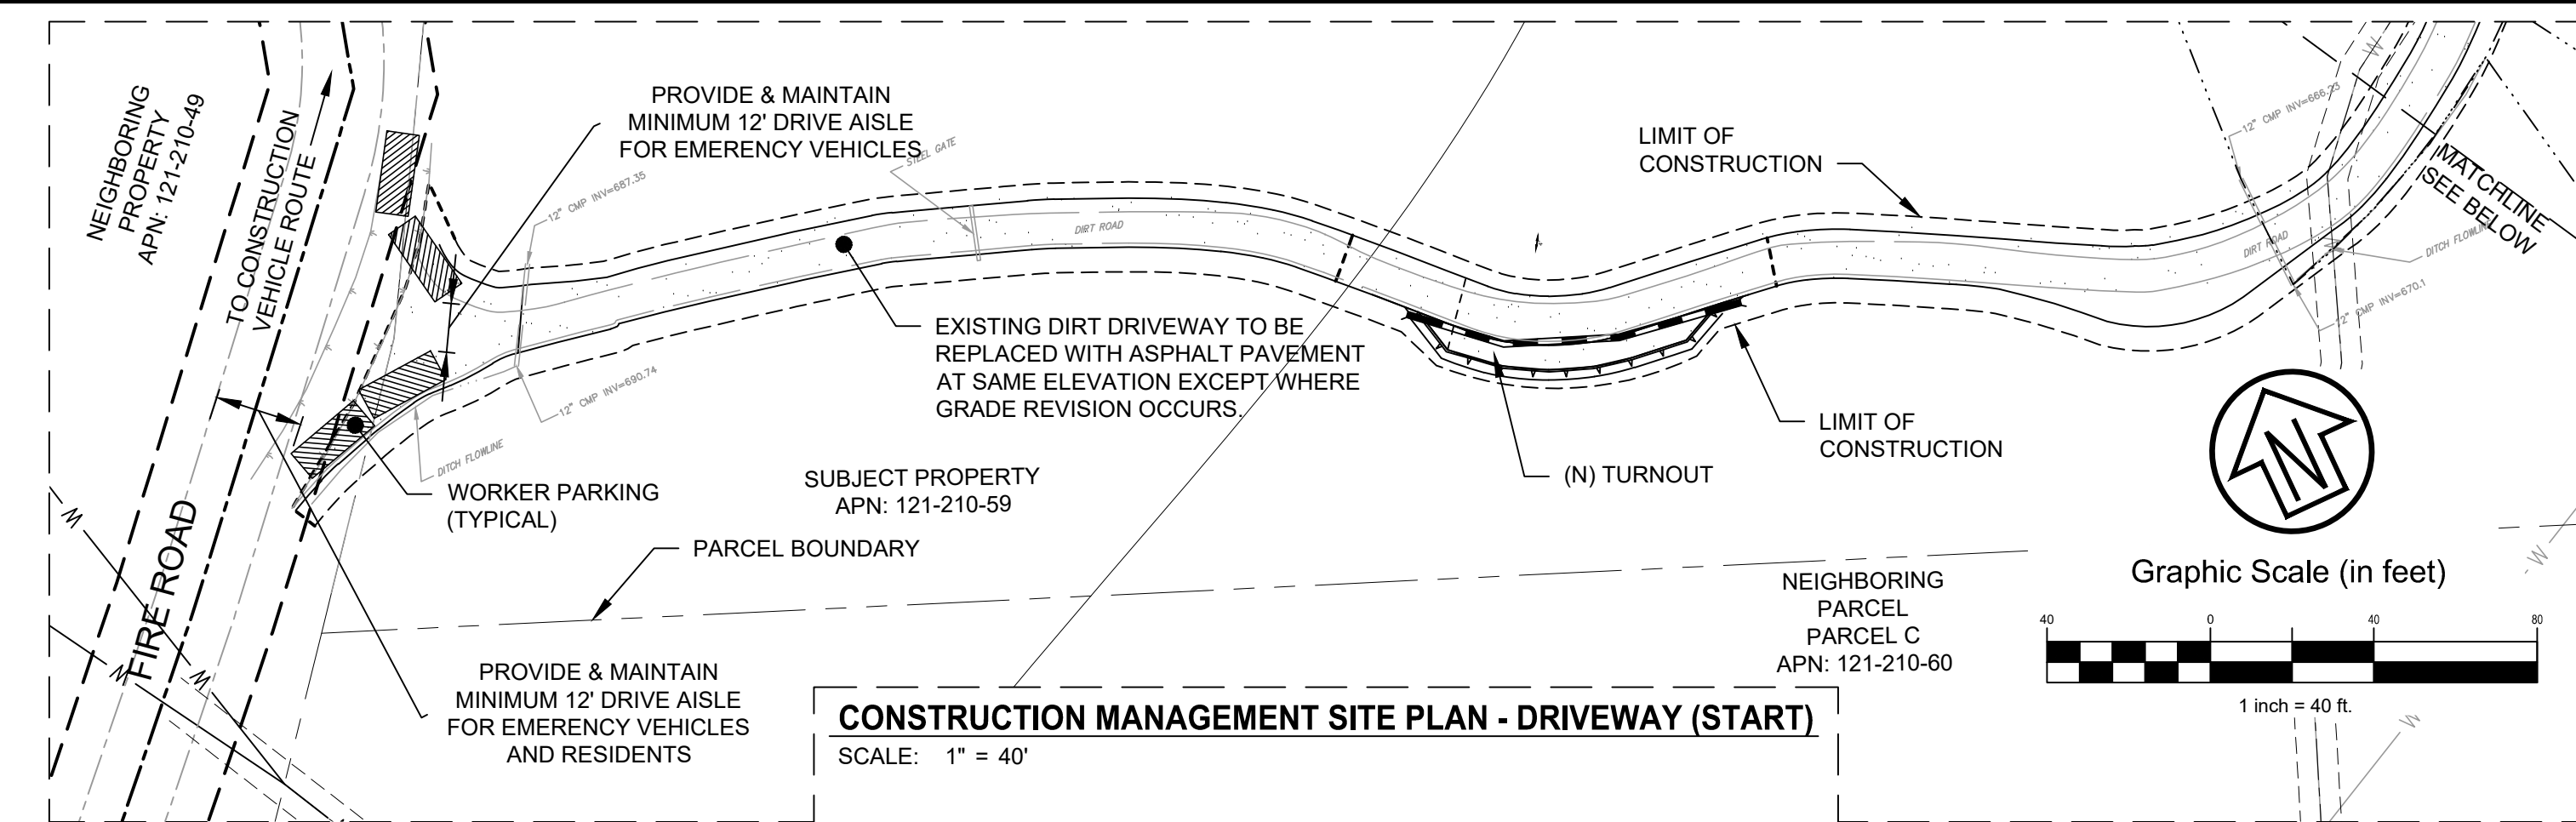 NEIGHBORING
PROPERTY
APN: 121-210-49
TO CONSTRUCTION
VEHICLE ROUTE
FIRE ROAD
PROVIDE & MAINTAIN
MINIMUM 12' DRIVE AISLE
FOR EMERENCY VEHICLES
STEEL GATE
12" CMP INV=687.35
DIRT ROAD
LIMIT OF
CONSTRUCTION
12" CMP INV=666.23
W
MATCHLINE
SEE BELOW
DIRT ROAD
DITCH FLOWLINE
12" CMP INV=670.1
EXISTING DIRT DRIVEWAY TO BE
REPLACED WITH ASPHALT PAVEMENT
AT SAME ELEVATION EXCEPT WHERE
GRADE REVISION OCCURS.
12" CMP INV=690.74
DITCH FLOWLINE
WORKER PARKING
(TYPICAL)
SUBJECT PROPERTY
APN: 121-210-59
(N) TURNOUT
LIMIT OF
CONSTRUCTION
PARCEL BOUNDARY
W
W
W
PROVIDE & MAINTAIN
MINIMUM 12' DRIVE AISLE
FOR EMERENCY VEHICLES
AND RESIDENTS
NEIGHBORING
PARCEL
PARCEL C
APN: 121-210-60
N
W
Graphic Scale (in feet)
40 0 40 80
1 inch = 40 ft.
W
CONSTRUCTION MANAGEMENT SITE PLAN - DRIVEWAY (START)
SCALE: 1" = 40'